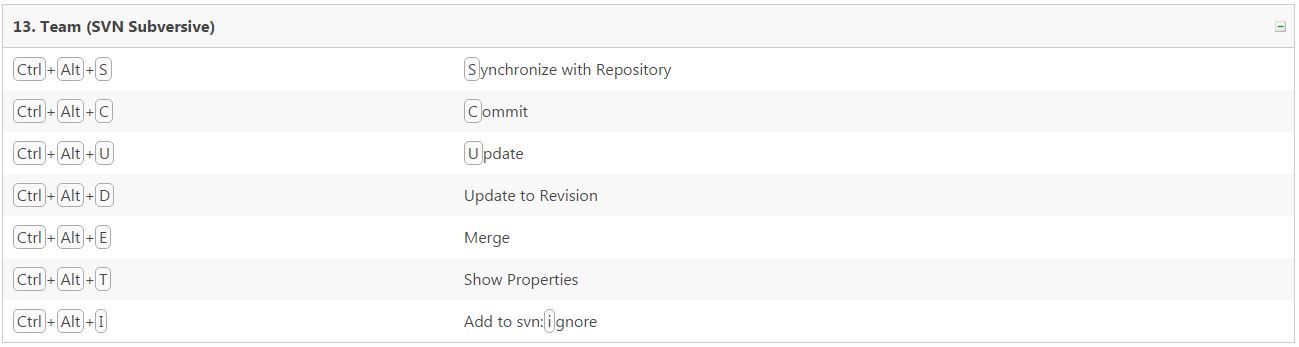 13. Team (SVN Subversive)
Ctrl+Alt+S Synchronize with Repository
Ctrl+Alt+C Commit
Ctrl+Alt+U Update
Ctrl+Alt+D Update to Revision
Ctrl+Alt+E Merge
Ctrl+Alt+T Show Properties
Ctrl+Alt+I Add to svn:ignore